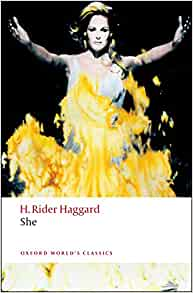 H. Rider Haggard
She
OXFORD WORLD'S CLASSICS